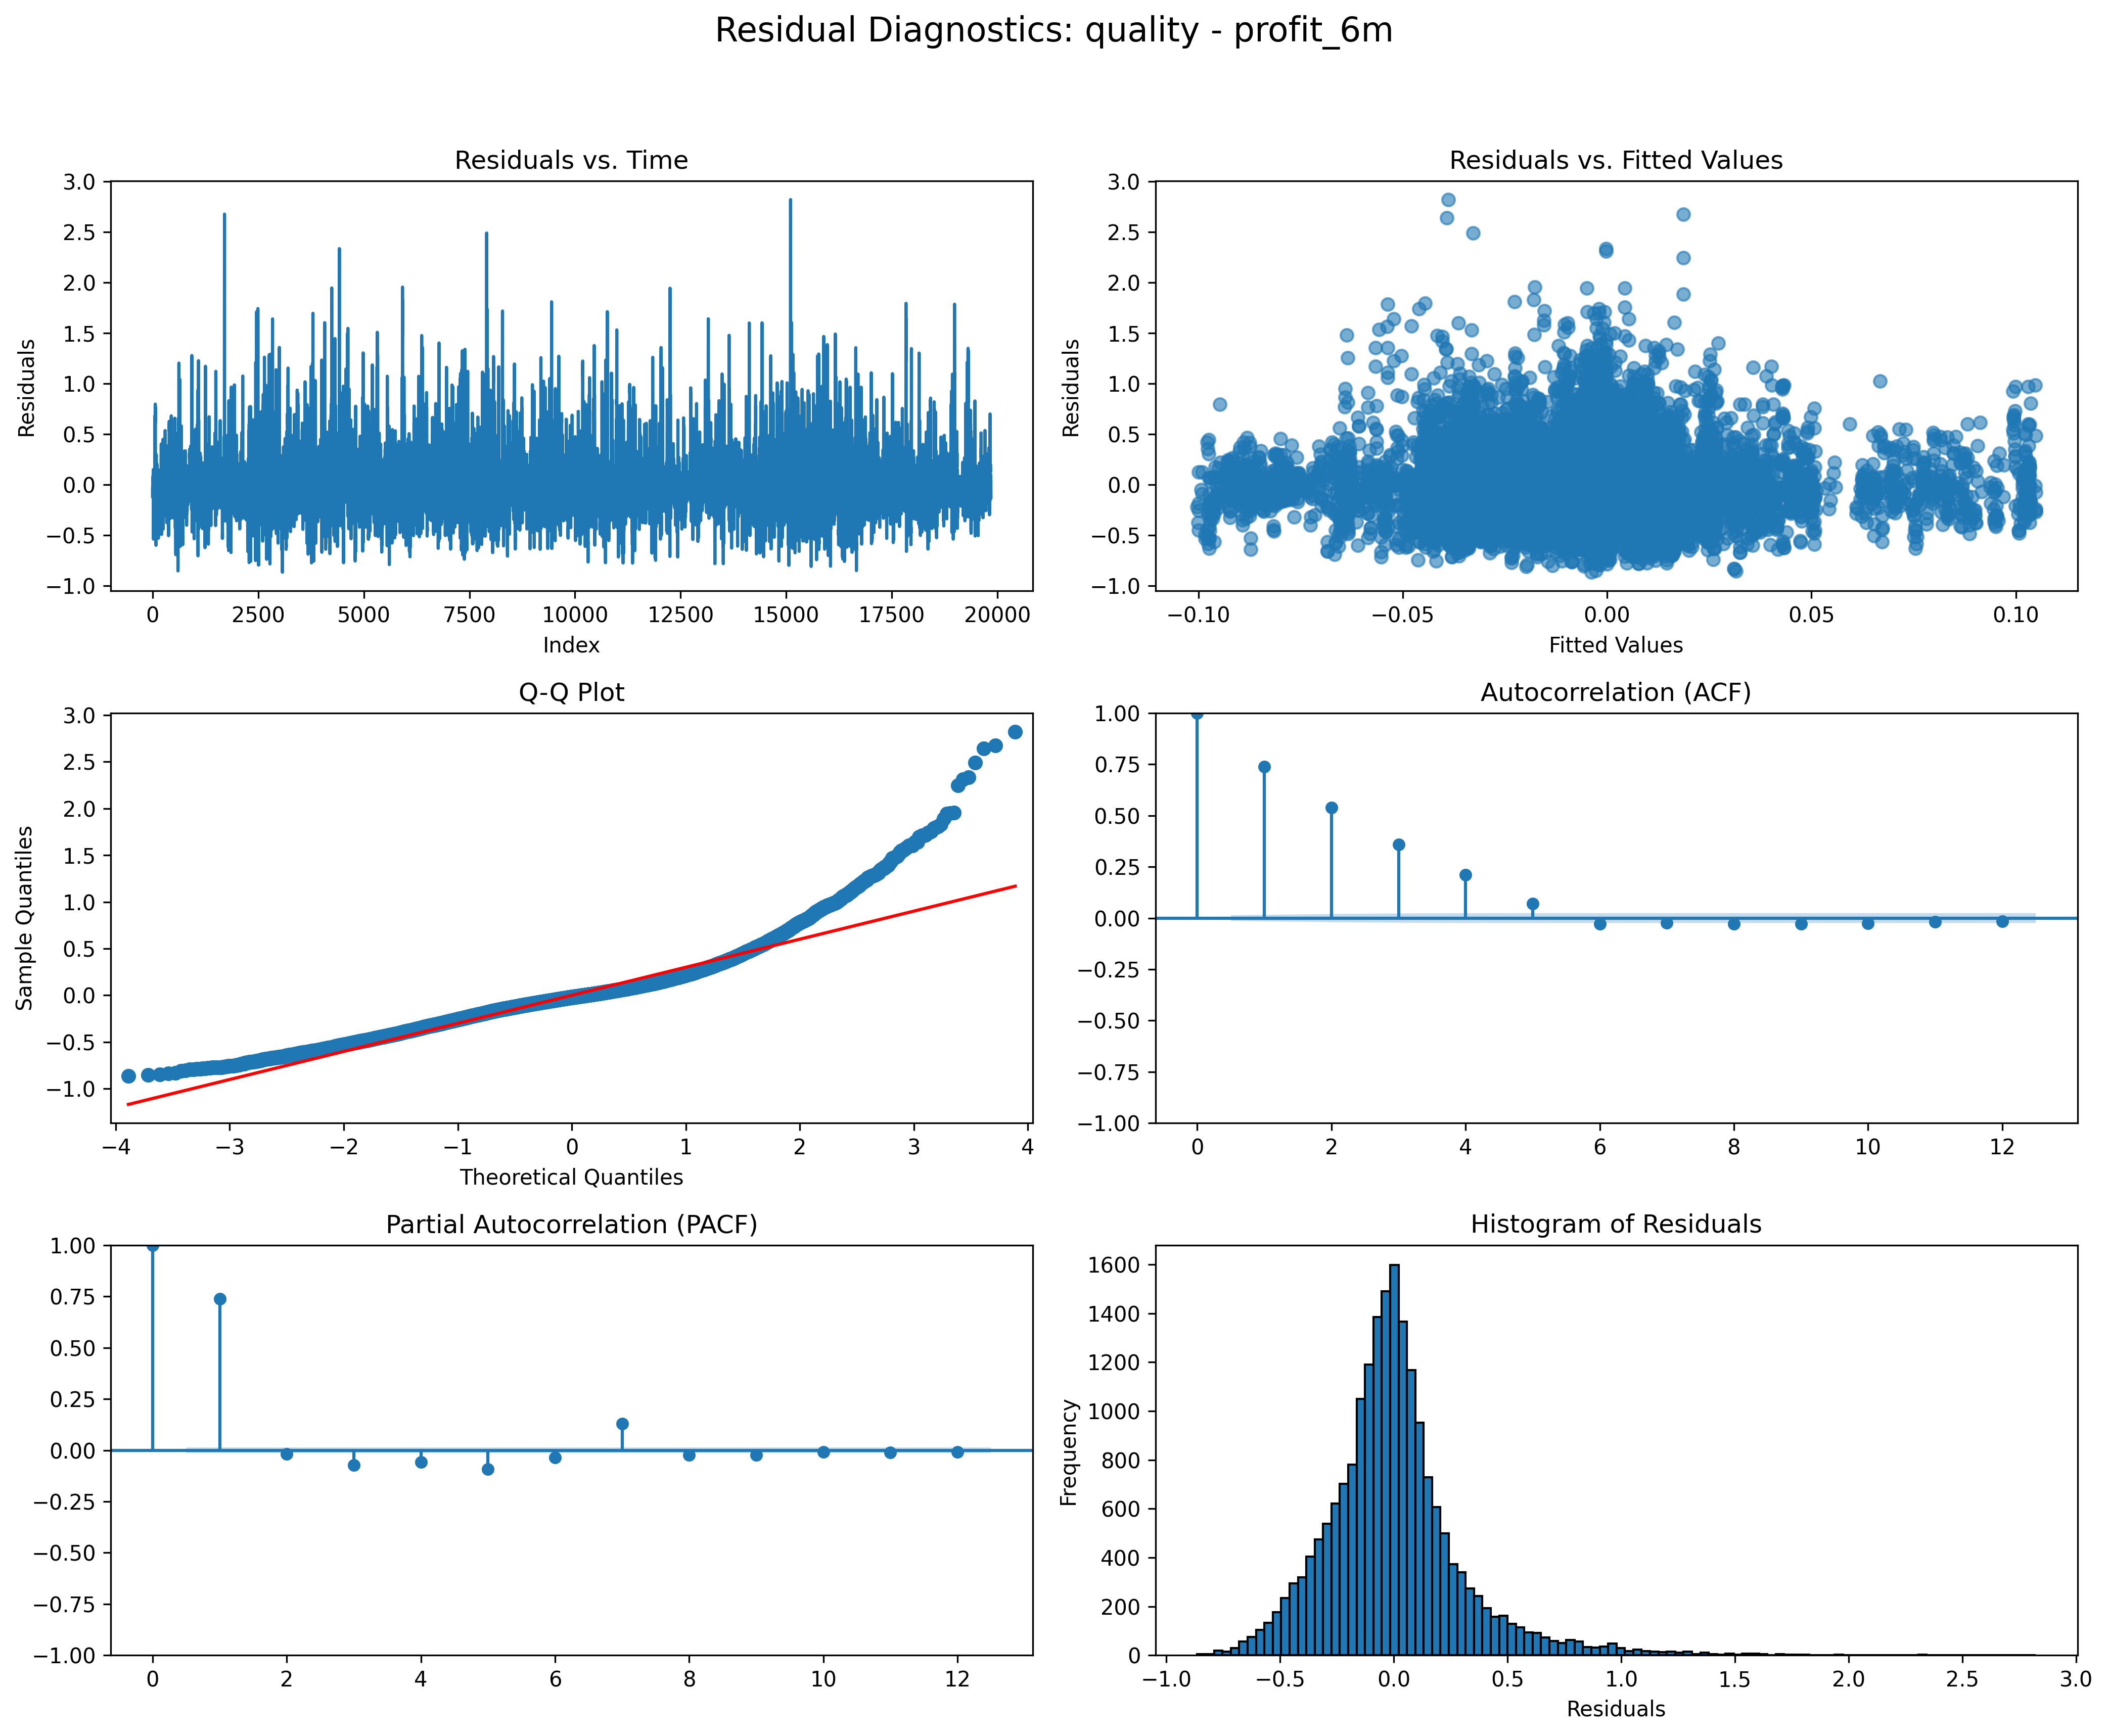 Residual Diagnostics: quality - profit_6m
Residuals vs. Time
3.0
2.5
2.0
1.5
1.0
0.5
0.0
−0.5
−1.0
Residuals
0 2500 5000 7500 10000 12500 15000 17500 20000
Index
Residuals vs. Fitted Values
3.0
2.5
2.0
1.5
1.0
0.5
0.0
−0.5
−1.0
Residuals
−0.10 −0.05 0.00 0.05 0.10
Fitted Values
Q-Q Plot
3.0
2.5
2.0
1.5
1.0
0.5
0.0
−0.5
−1.0
Sample Quantiles
−4 −3 −2 −1 0 1 2 3 4
Theoretical Quantiles
Autocorrelation (ACF)
1.00
0.75
0.50
0.25
0.00
−0.25
−0.50
−0.75
−1.00
0 2 4 6 8 10 12
Partial Autocorrelation (PACF)
1.00
0.75
0.50
0.25
0.00
−0.25
−0.50
−0.75
−1.00
0 2 4 6 8 10 12
Histogram of Residuals
1600
1400
1200
1000
800
600
400
200
0
Frequency
−1.0 −0.5 0.0 0.5 1.0 1.5 2.0 2.5 3.0
Residuals